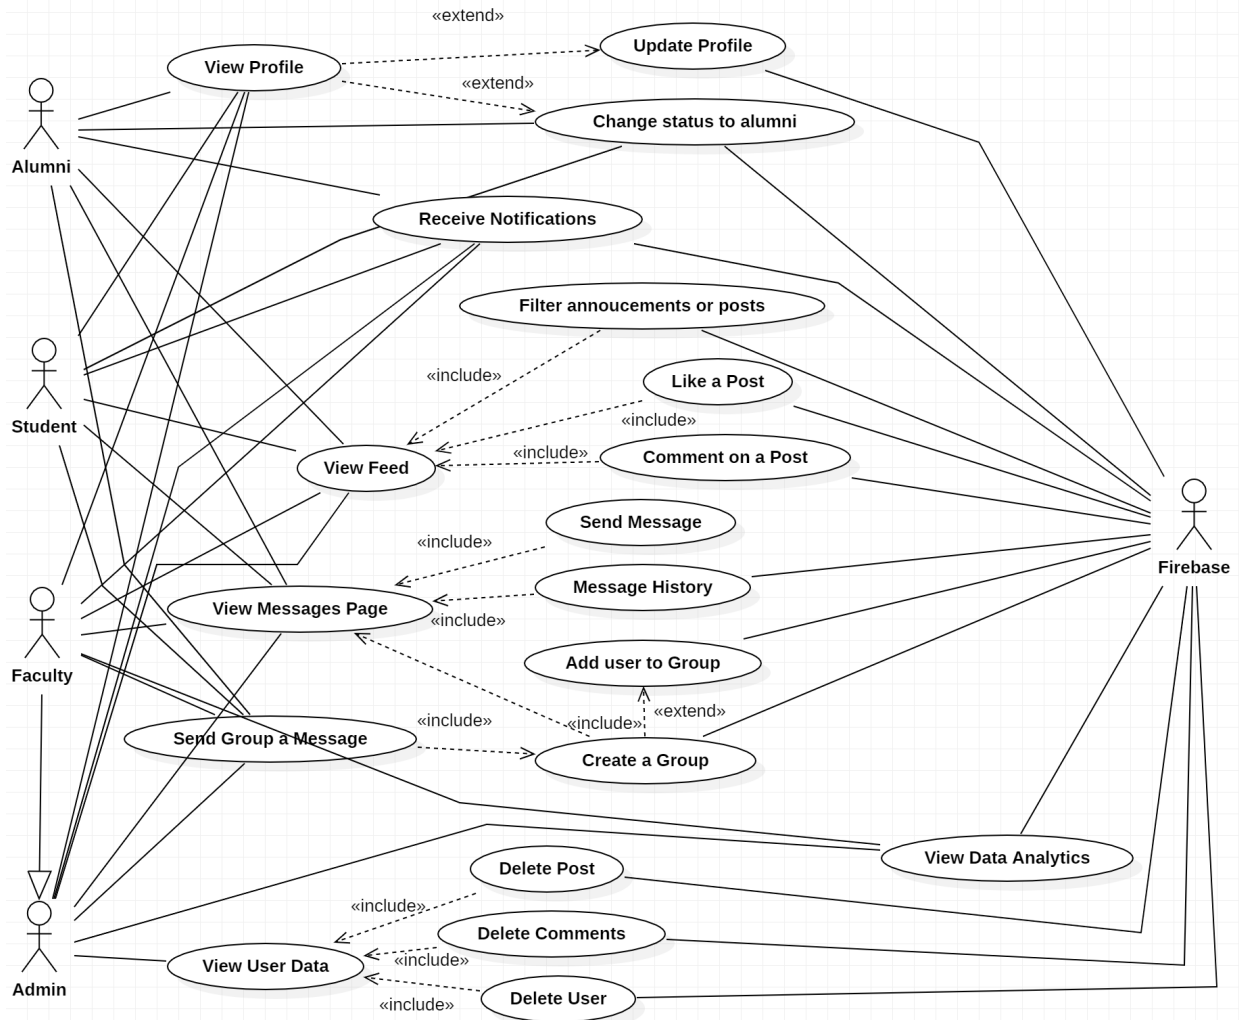 «extend»
Update Profile
View Profile
«extend»
Change status to alumni
Alumni
Receive Notifications
Filter annoucements or posts
«include»
Like a Post
«include»
Student
«include»
Comment on a Post
View Feed
Send Message
«include»
Firebase
Message History
View Messages Page
«include»
Add user to Group
Faculty
«extend»
«include»
«include»
Send Group a Message
Create a Group
View Data Analytics
Delete Post
«include»
Delete Comments
«include»
View User Data
Admin
Delete User
«include»